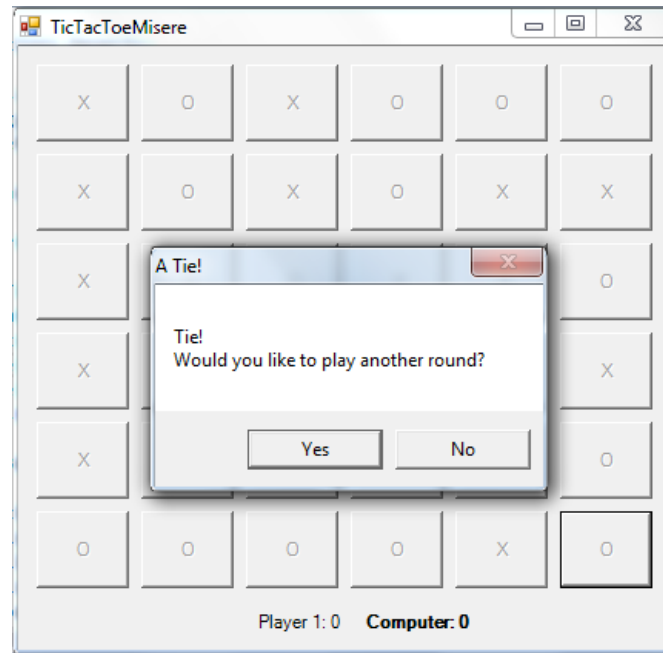 TicTacToeMisere
X O X O O O
X O X O X X
X O
A Tie!
Tie!
Would you like to play another round?
X X
Yes No
X O
O O O O X O
Player 1: 0 Computer: 0